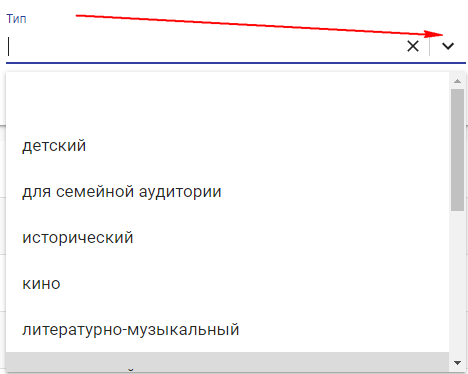 Тип
детский
для семейной аудитории
исторический
кино
литературно-музыкальный